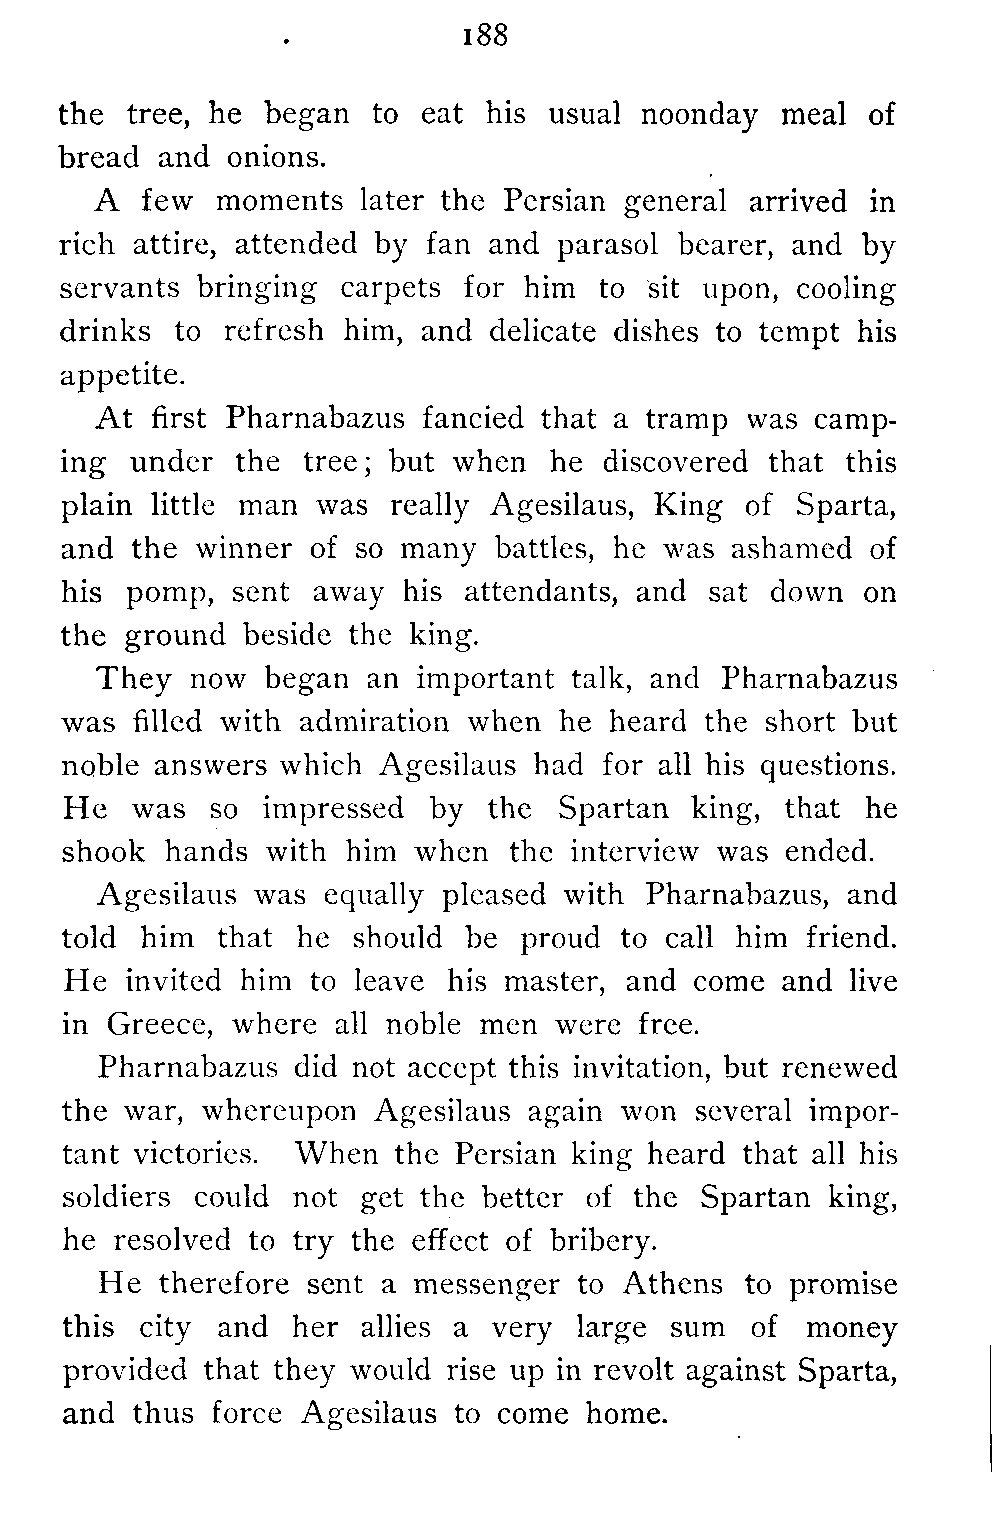 188
the tree, he began to eat his usual noonday meal of
bread and onions.
A few moments later the Persian general arrived in
rich attire, attended by fan and parasol bearer, and by
servants bringing carpets for him to sit upon, cooling
drinks to refresh him, and delicate dishes to tempt his
appetite.
At first Pharnabazus fancied that a tramp was camp-
ing under the tree; but when he discovered that this
plain little man was really Agesilaus, King of Sparta,
and the winner of so many battles, he was ashamed of
his pomp, sent away his attendants, and sat down on
the ground beside the king.
They now began an important talk, and Pharnabazus
was filled with admiration when he heard the short but
noble answers which Agesilaus had for all his questions.
He was so impressed by the Spartan king, that he
shook hands with him when the interview was ended.
Agesilaus was equally pleased with Pharnabazus, and
told him that he should be proud to call him friend.
He invited him to leave his master, and come and live
in Greece, where all noble men were free.
Pharnabazus did not accept this invitation, but renewed
the war, whereupon Agesilaus again won several impor-
tant victories. When the Persian king heard that all his
soldiers could not get the better of the Spartan king,
he resolved to try the effect of bribery.
He therefore sent a messenger to Athens to promise
this city and her allies a very large sum of money
provided that they would rise up in revolt against Sparta,
and thus force Agesilaus to come home.